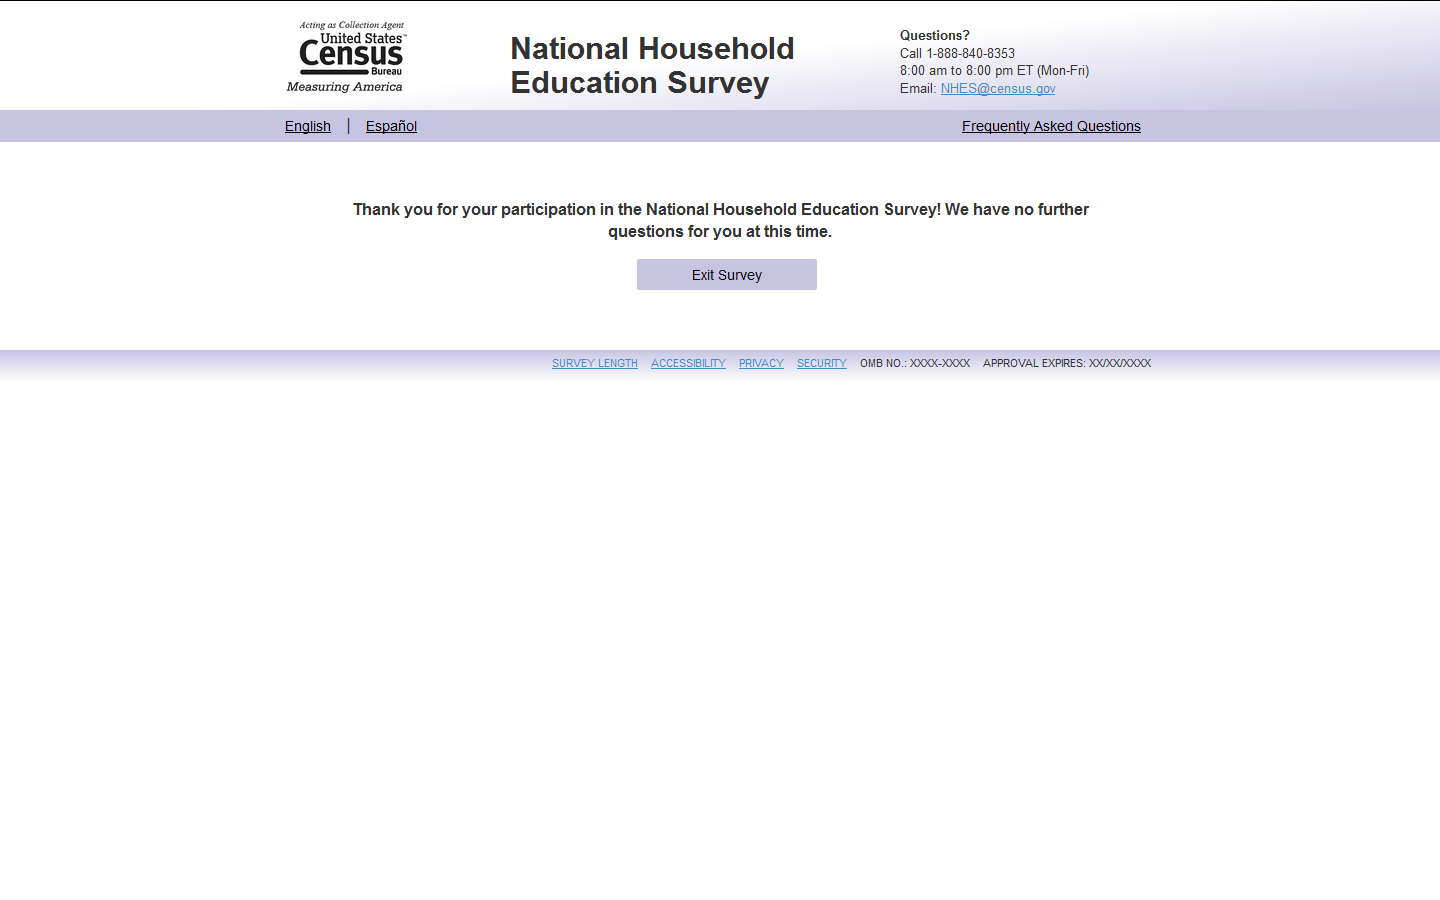 Acting as Collection Agent
United States™
Census
Bureau
Measuring America
National Household
Education Survey
Questions?
Call 1-888-840-8353
8:00 am to 8:00 pm ET (Mon-Fri)
Email: NHES@census.gov
English | Español
Frequently Asked Questions
Thank you for your participation in the National Household Education Survey! We have no further
questions for you at this time.
Exit Survey
SURVEY LENGTH ACCESSIBILITY PRIVACY SECURITY OMB NO.: XXXX-XXXX APPROVAL EXPIRES: XX/XX/XXXX